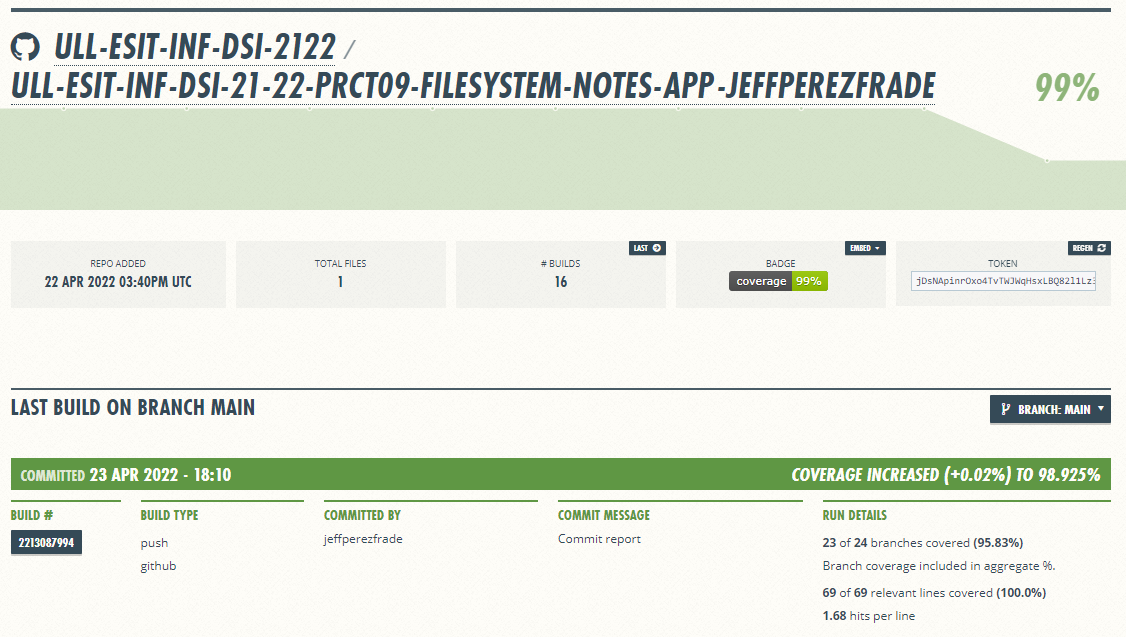 ULL-ESIT-INF-DSI-2122 /
ULL-ESIT-INF-DSI-21-22-PRCT09-FILESYSTEM-NOTES-APP-JEFFPEREZFRADE
99%
REPO ADDED
22 APR 2022 03:40PM UTC
TOTAL FILES
1
LAST
# BUILDS
16
EMBED
BADGE
coverage 99%
REGEN
TOKEN
jDsNApinrOxo4TvTWJWqHsxLBQ82l1Lz3
LAST BUILD ON BRANCH MAIN
BRANCH: MAIN
COMMITTED 23 APR 2022 - 18:10
COVERAGE INCREASED (+0.02%) TO 98.925%
BUILD #
2213087994
BUILD TYPE
push
github
COMMITTED BY
jeffperezfrade
COMMIT MESSAGE
Commit report
RUN DETAILS
23 of 24 branches covered (95.83%)
Branch coverage included in aggregate %.
69 of 69 relevant lines covered (100.0%)
1.68 hits per line